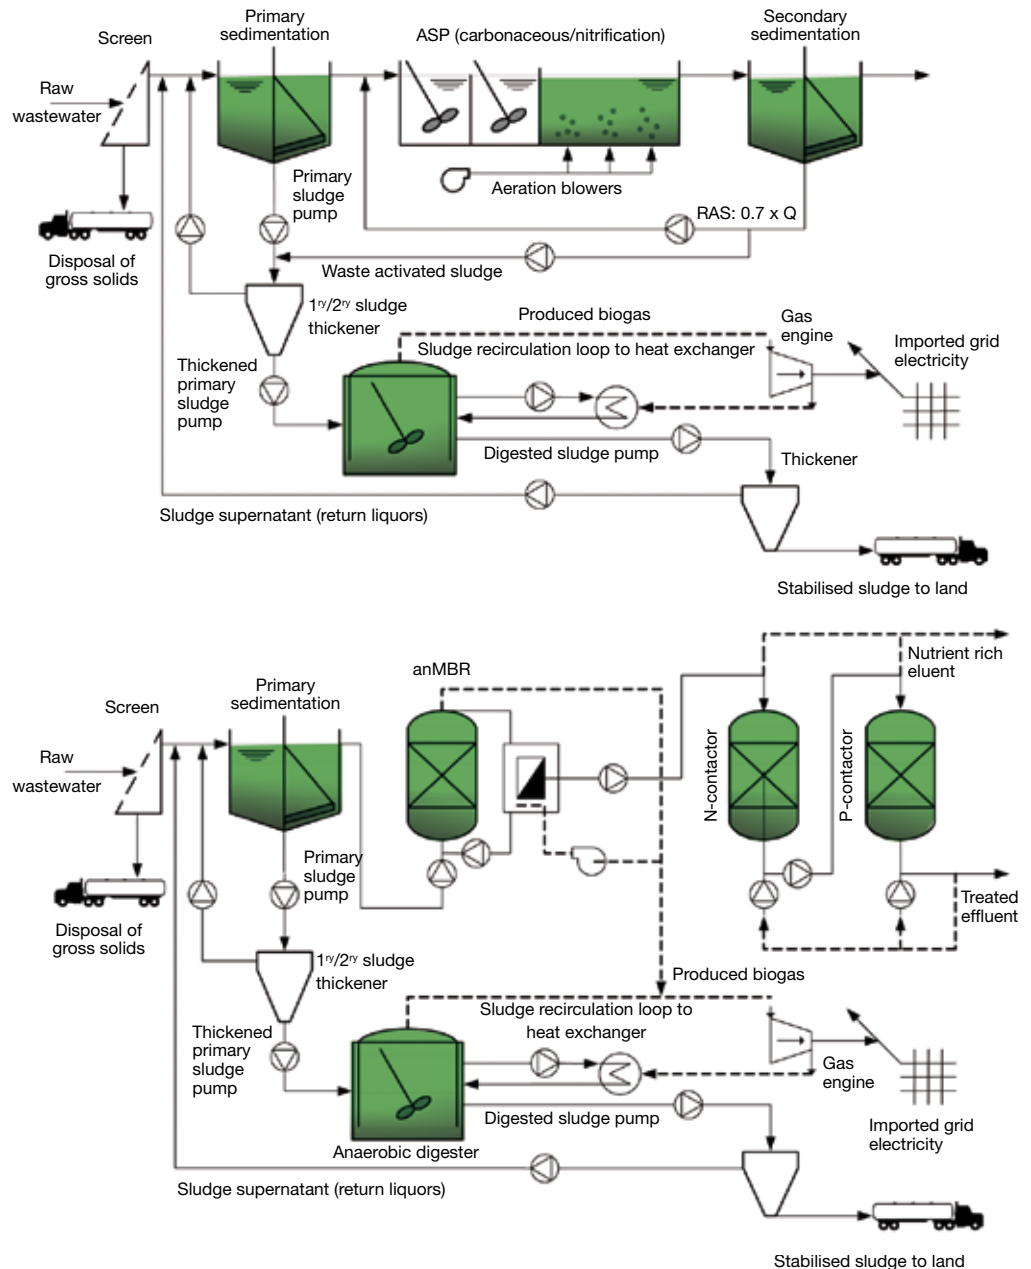 Primary
sedimentation
ASP (carbonaceous/nitrification)
Secondary
sedimentation
Screen
Raw
wastewater
Primary
sludge
pump
Aeration blowers
RAS: 0.7 x Q
Disposal of
gross solids
Waste activated sludge
1ʳʸ/2ʳʸ sludge
thickener
Produced biogas
Gas
engine
Sludge recirculation loop to heat exchanger
Imported grid
electricity
Thickened
primary
sludge
pump
Digested sludge pump
Thickener
Sludge supernatant (return liquors)
Stabilised sludge to land
anMBR
Nutrient rich
eluent
Primary
sedimentation
Screen
Raw
wastewater
N-contactor
P-contactor
Primary
sludge
pump
Treated
effluent
Disposal of
gross solids
1ʳʸ/2ʳʸ sludge
thickener
Produced biogas
Sludge recirculation loop to
heat exchanger
Thickened
primary
sludge
pump
Gas
engine
Digested sludge pump
Imported grid
electricity
Anaerobic digester
Sludge supernatant (return liquors)
Stabilised sludge to land